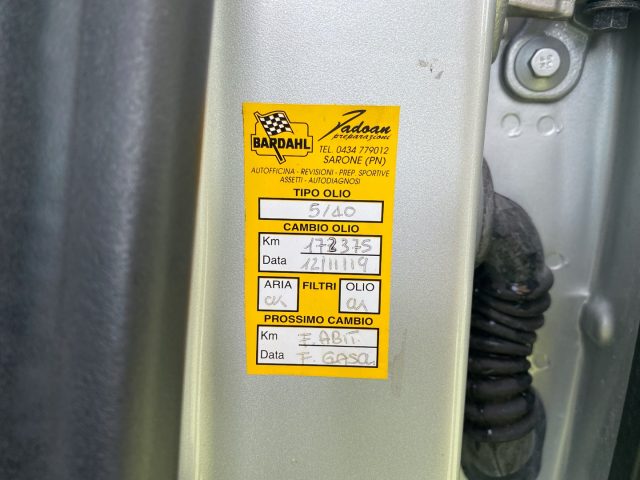 BARDAHL
Padoan
preparazioni
TEL. 0434 779012
SARONE (PN)
AUTOFFICINA - REVISIONI - PREP. SPORTIVE
ASSETTI - AUTODIAGNOSI
TIPO OLIO
5/40
CAMBIO OLIO
Km 172375
Data 12/11/19
ARIA FILTRI OLIO
ok ok
PROSSIMO CAMBIO
Km F. ABIT.
Data F. GASOL